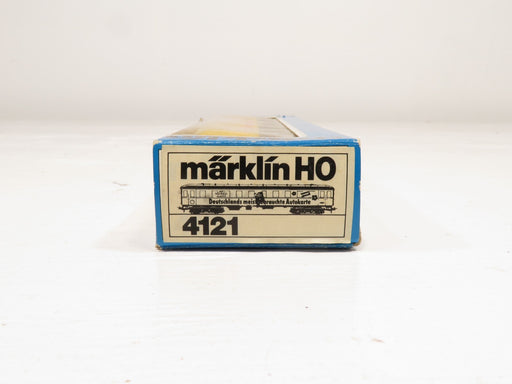 märklin HO
Deutschlands meistgebrauchte Autokarte
4121